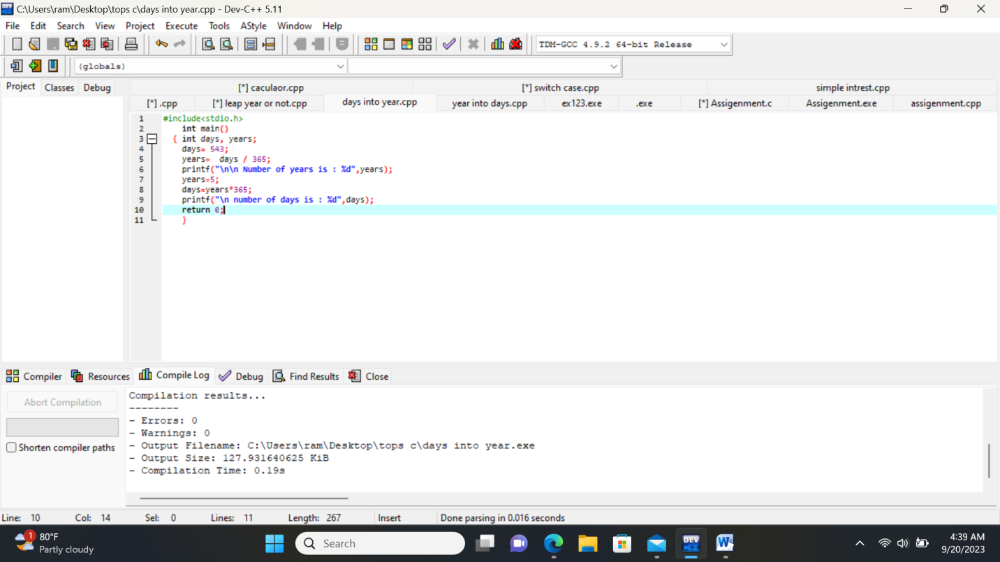 C:\Users\ram\Desktop\tops c\days into year.cpp - Dev-C++ 5.11
File Edit Search View Project Execute Tools AStyle Window Help
TDM-GCC 4.9.2 64-bit Release
(globals)
Project Classes Debug
[*] caculaor.cpp [*] switch case.cpp simple intrest.cpp
[*] .cpp [*] leap year or not.cpp days into year.cpp year into days.cpp ex123.exe .exe [*] Assigenment.c Assigenment.exe assigenment.cpp
1 #include<stdio.h>
2 int main()
3 { int days, years;
4 days= 543;
5 years= days / 365;
6 printf("\n\n Number of years is : %d",years);
7 years=5;
8 days=years*365;
9 printf("\n number of days is : %d",days);
10 return 0;
11 }
Compiler Resources Compile Log Debug Find Results Close
Abort Compilation
Shorten compiler paths
Compilation results...
--------
- Errors: 0
- Warnings: 0
- Output Filename: C:\Users\ram\Desktop\tops c\days into year.exe
- Output Size: 127.931640625 KiB
- Compilation Time: 0.19s
Line: 10 Col: 14 Sel: 0 Lines: 11 Length: 267 Insert Done parsing in 0.016 seconds
1 80°F
Partly cloudy
Search
DEV
W
4:39 AM
9/20/2023